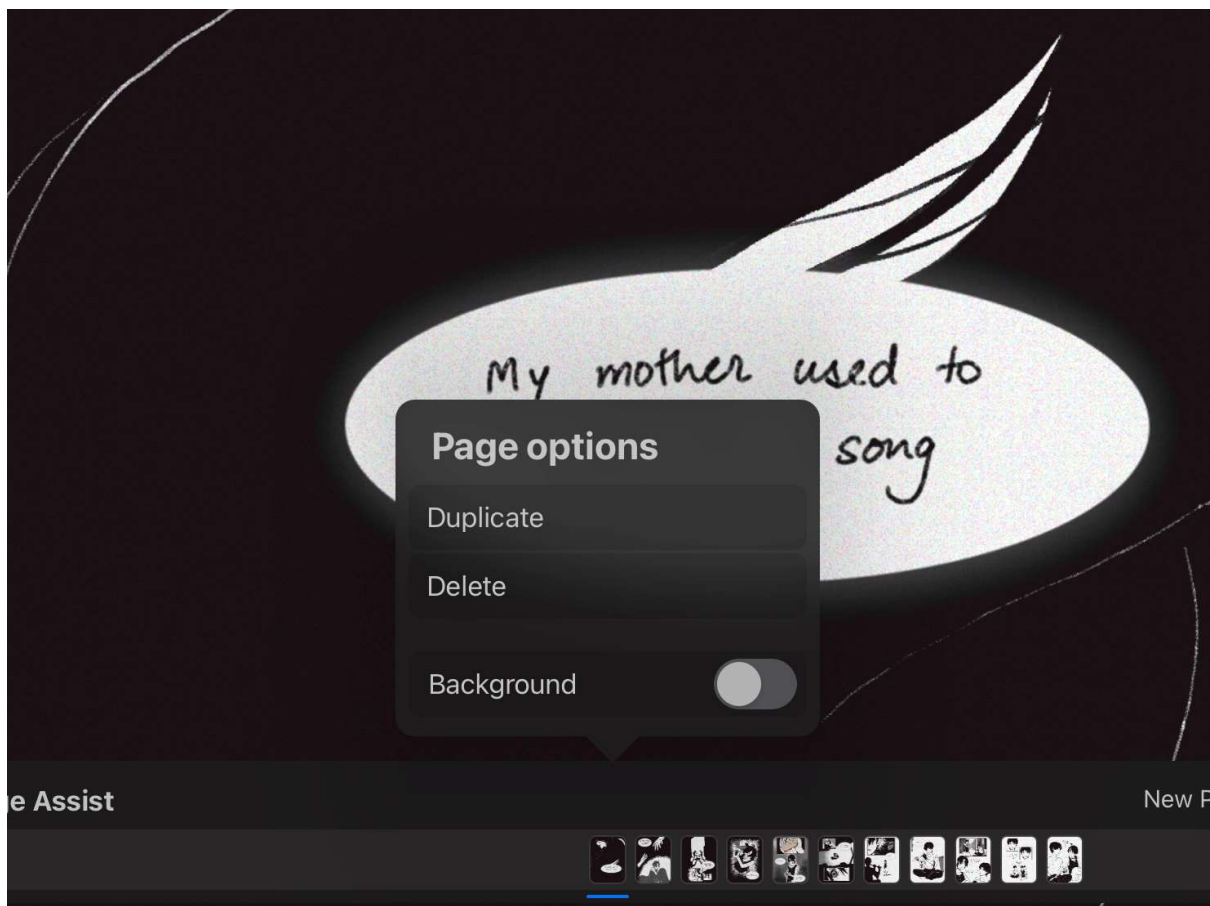 My mother used to
song
Page options
Duplicate
Delete
Background
e Assist
New P